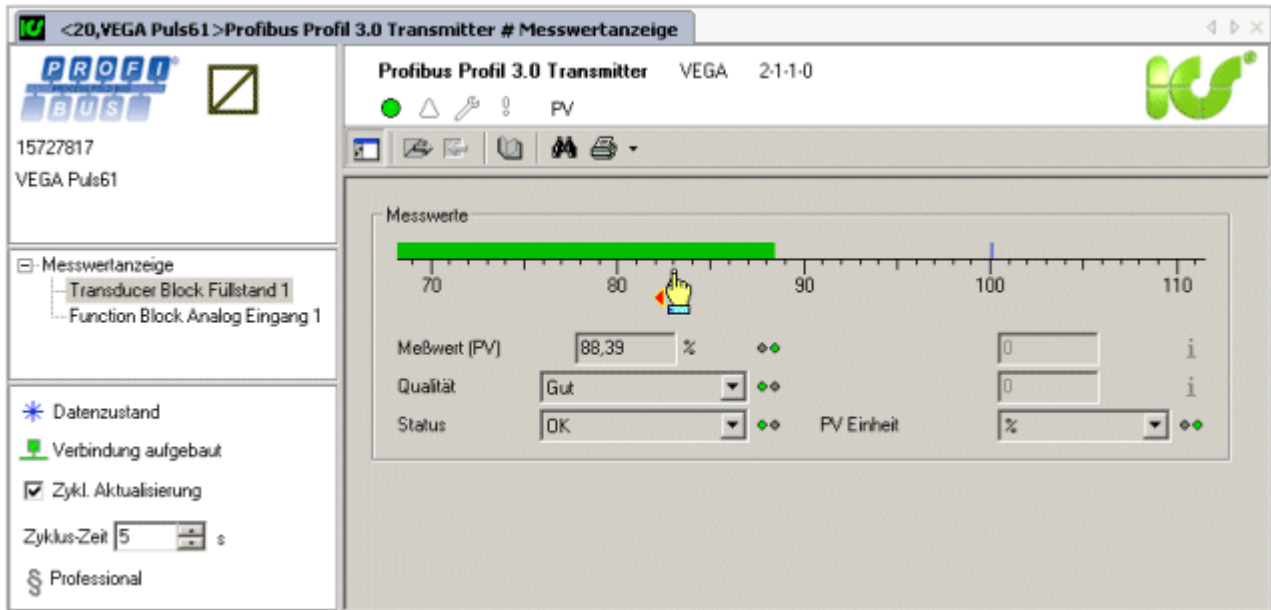 <20,VEGA Puls61>Profibus Profil 3.0 Transmitter # Messwertanzeige
PROFI
BUS
15727817
VEGA Puls61
Profibus Profil 3.0 Transmitter VEGA 2-1-1-0
PV
Messwertanzeige
Transducer Block Füllstand 1
Function Block Analog Eingang 1
Datenzustand
Verbindung aufgebaut
Zykl. Aktualisierung
Zyklus-Zeit 5 s
§ Professional
Messwerte
70 80 90 100 110
Meßwert (PV) 88,39 % 0 i
Qualität Gut 0 i
Status OK PV Einheit %